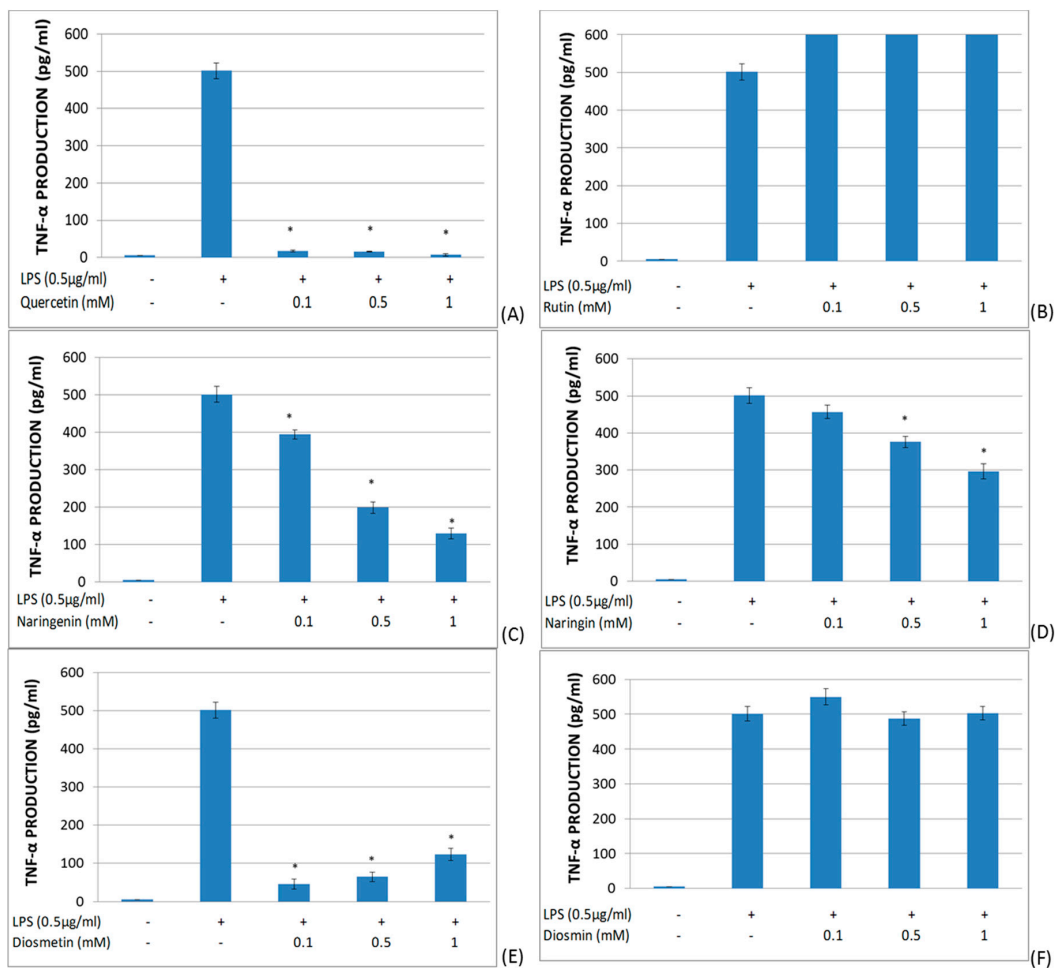 TNF-α PRODUCTION (pg/ml)
600
500
400
300
200
100
0
* * *
LPS (0.5µg/ml) - + + + +
Quercetin (mM) - - 0.1 0.5 1
(A)
TNF-α PRODUCTION (pg/ml)
600
500
400
300
200
100
0
LPS (0.5µg/ml) - + + + +
Rutin (mM) - - 0.1 0.5 1
(B)
TNF-α PRODUCTION (pg/ml)
600
500
400
300
200
100
0
* * *
LPS (0.5µg/ml) - + + + +
Naringenin (mM) - - 0.1 0.5 1
(C)
TNF-α PRODUCTION (pg/ml)
600
500
400
300
200
100
0
* *
LPS (0.5µg/ml) - + + + +
Naringin (mM) - - 0.1 0.5 1
(D)
TNF-α PRODUCTION (pg/ml)
600
500
400
300
200
100
0
* * *
LPS (0.5µg/ml) - + + + +
Diosmetin (mM) - - 0.1 0.5 1
(E)
TNF-α PRODUCTION (pg/ml)
600
500
400
300
200
100
0
LPS (0.5µg/ml) - + + + +
Diosmin (mM) - - 0.1 0.5 1
(F)